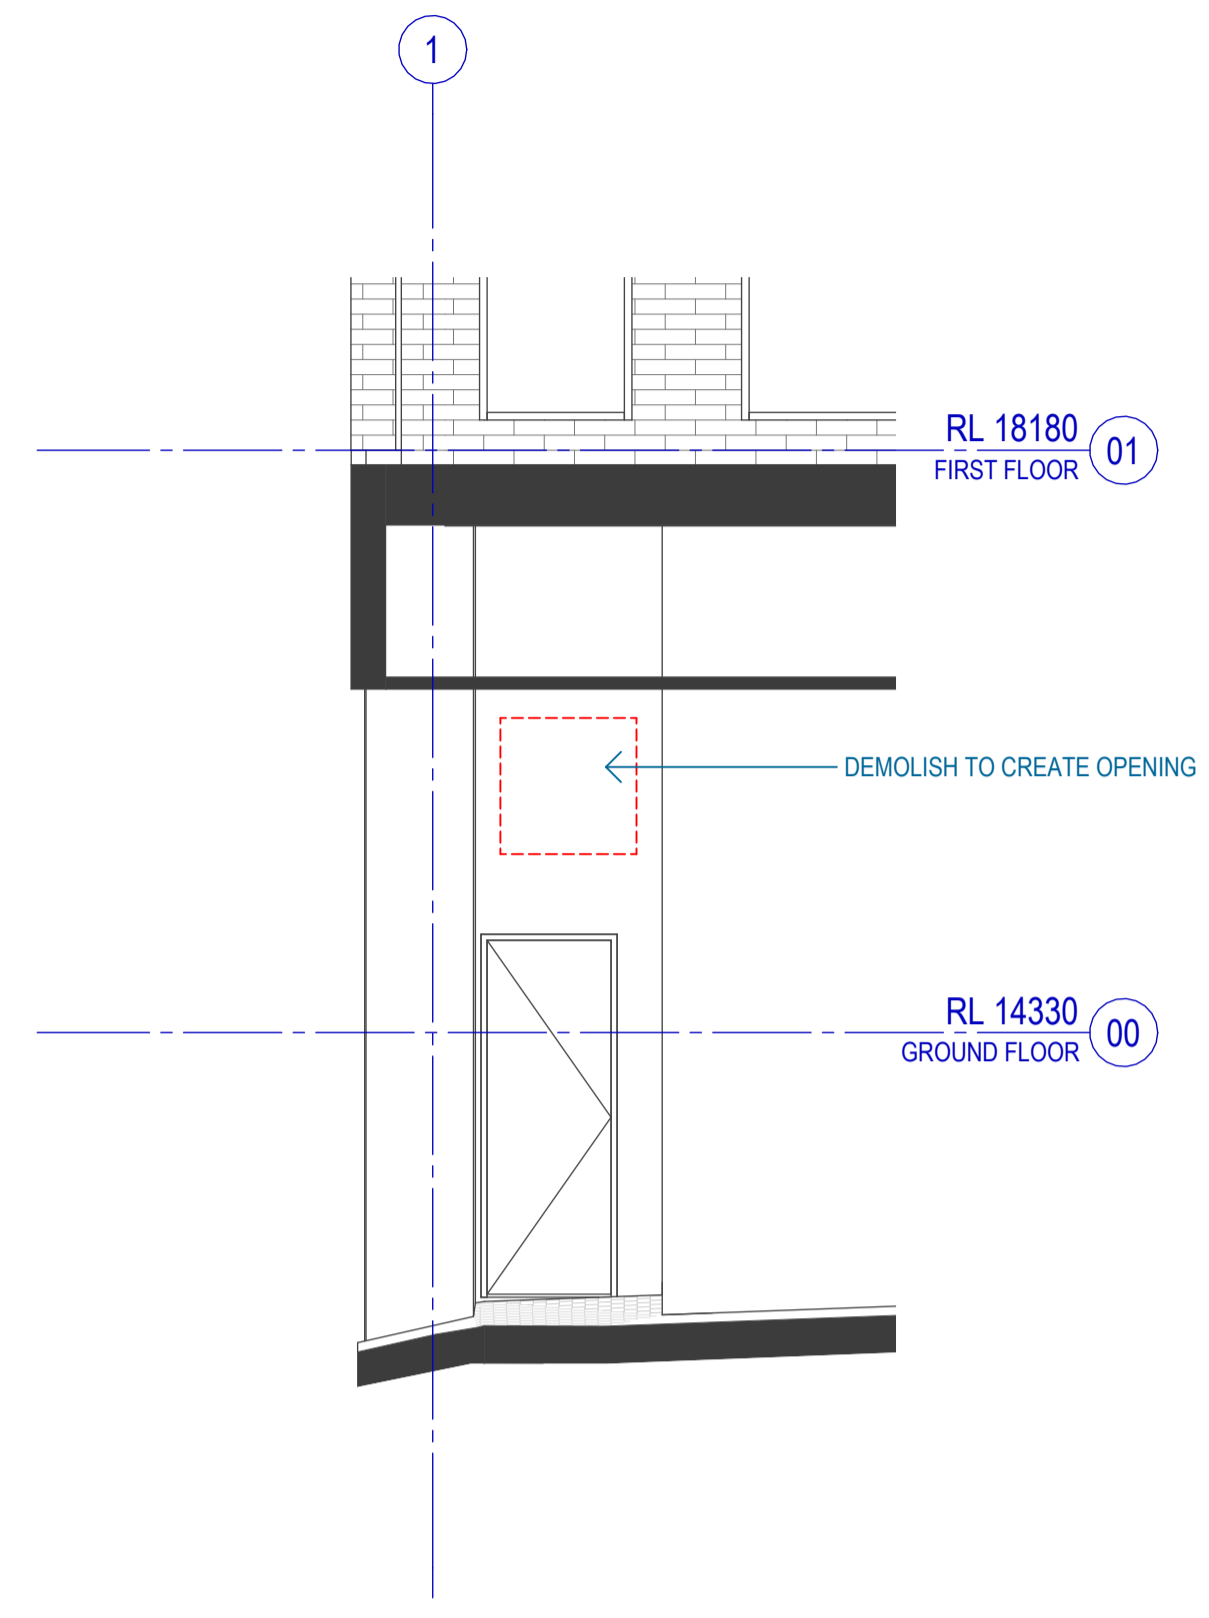 1
RL 18180
FIRST FLOOR
01
DEMOLISH TO CREATE OPENING
RL 14330
GROUND FLOOR
00